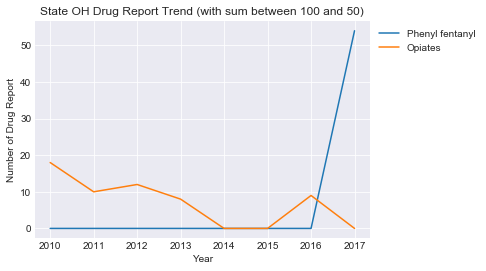 State OH Drug Report Trend (with sum between 100 and 50)
Phenyl fentanyl
Opiates
Number of Drug Report
50
40
30
20
10
0
2010 2011 2012 2013 2014 2015 2016 2017
Year